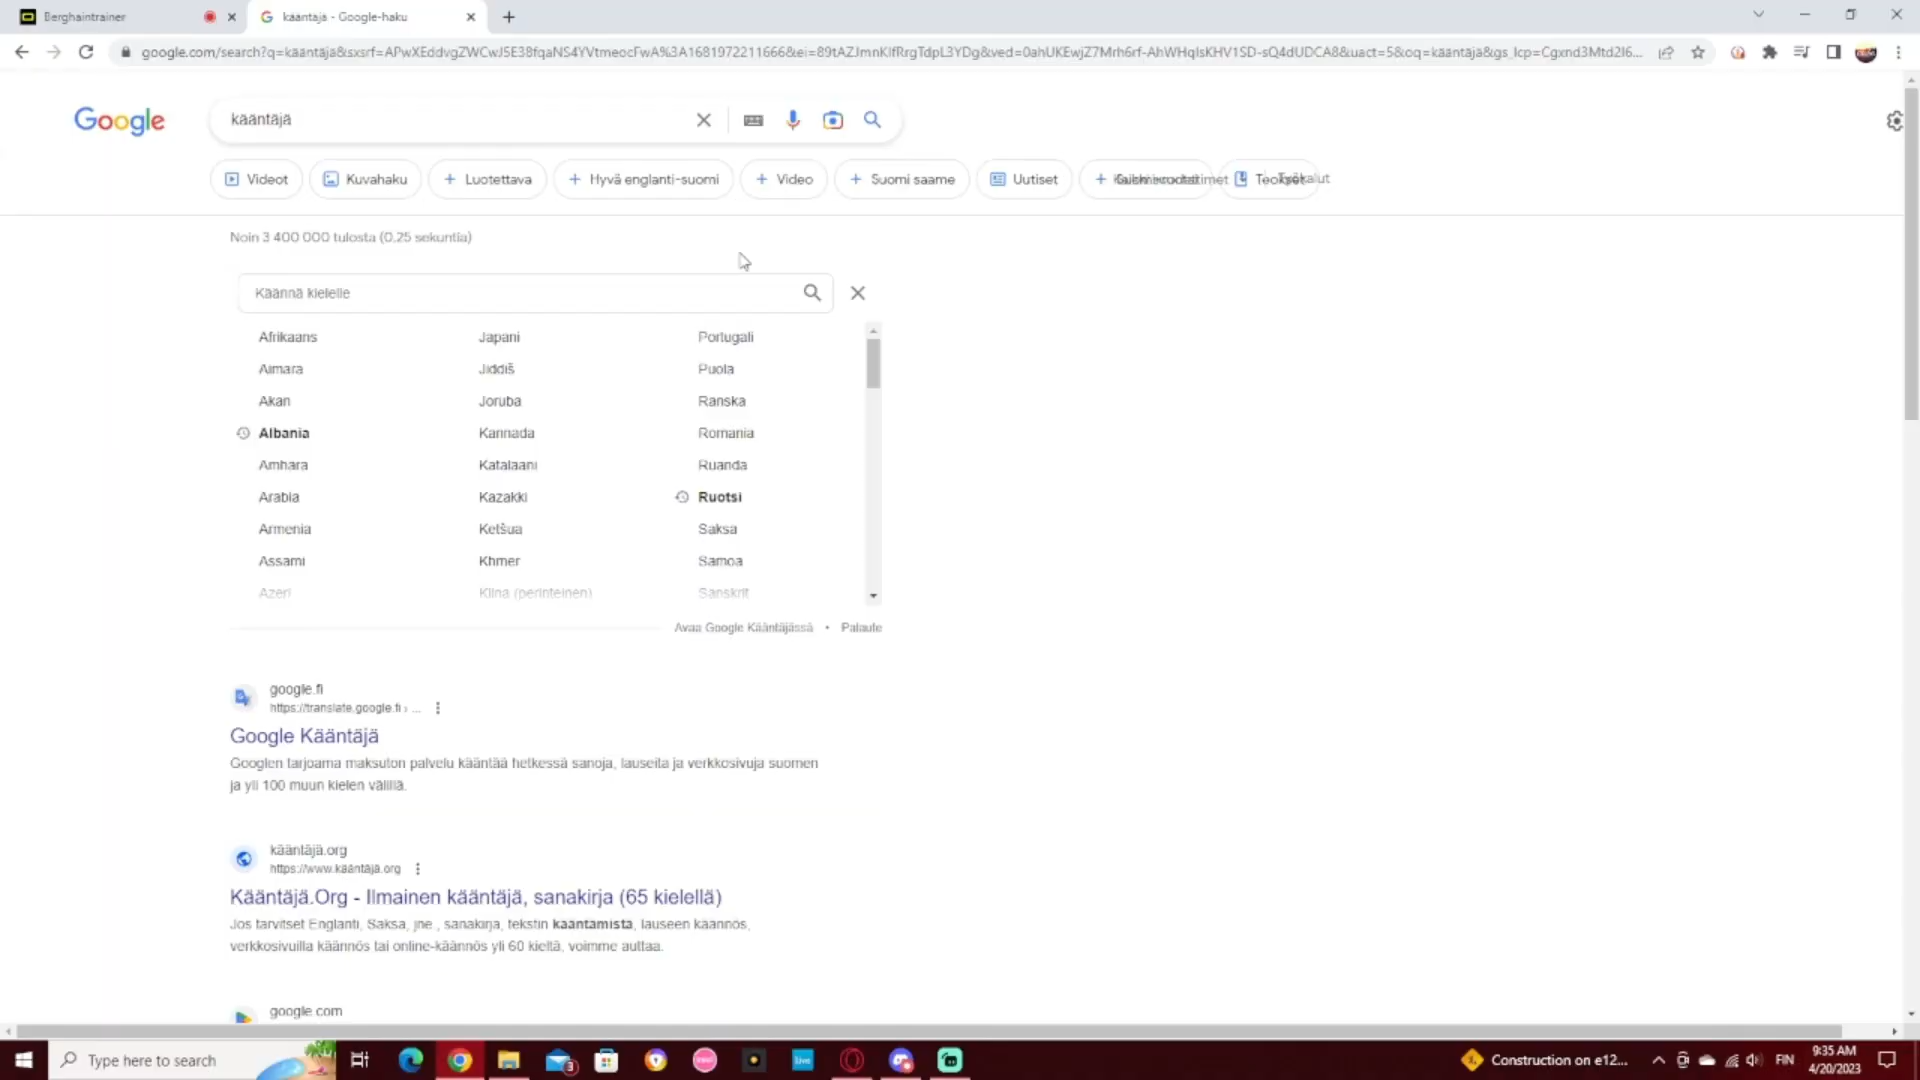 Berghaintrainer
kääntäjä - Google-haku
Google
kääntäjä
Videot
Kuvahaku
Luotettava
Hyvä englanti-suomi
Video
Suomi saame
Uutiset
Noin 3 400 000 tulosta (0,25 sekuntia)
Käännä kielelle
Afrikaans Japani Portugali
Aimara Jiddiš Puola
Akan Joruba Ranska
Albania Kannada Romania
Amhara Katalaani Ruanda
Arabia Kazakki Ruotsi
Armenia Ketšua Saksa
Assami Khmer Samoa
Azeri Kiina (perinteinen) Sanskrit
Avaa Google Kääntäjässä • Palaute
google.fi
https://translate.google.fi › ...
Google Kääntäjä
Googlen tarjoama maksuton palvelu kääntää hetkessä sanoja, lauseita ja verkkosivuja suomen
ja yli 100 muun kielen välillä.
kääntäjä.org
https://www.kääntäjä.org
Kääntäjä.Org - Ilmainen kääntäjä, sanakirja (65 kielellä)
Jos tarvitset Englanti, Saksa, jne., sanakirja, tekstin kääntämistä, lauseen käännös,
verkkosivuilla käännös tai online-käännös yli 60 kieltä, voimme auttaa.
google.com
Type here to search
Construction on e12...
FIN
9:35 AM
4/20/2023